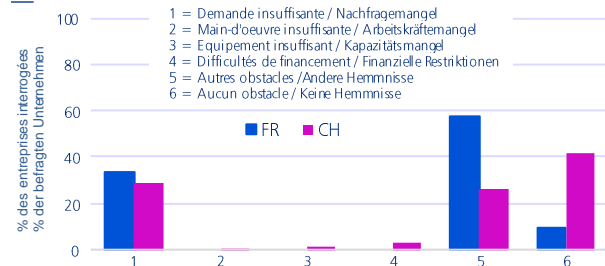 100
80
60
40
20
0
% des entreprises interrogées
% der befragten Unternehmen
1 = Demande insuffisante / Nachfragemangel
2 = Main-d'oeuvre insuffisante / Arbeitskräftemangel
3 = Equipement insuffisant / Kapazitätsmangel
4 = Difficultés de financement / Finanzielle Restriktionen
5 = Autres obstacles /Andere Hemmnisse
6 = Aucun obstacle / Keine Hemmnisse
FR CH
1 2 3 4 5 6